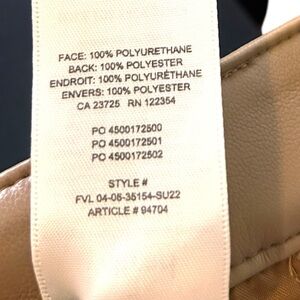 FACE: 100% POLYURETHANE
BACK: 100% POLYESTER
ENDROIT: 100% POLYURÉTHANE
ENVERS: 100% POLYESTER
CA 23725 RN 122354
PO 4500172500
PO 4500172501
PO 4500172502
STYLE #
FVL 04-05-35154-SU22
ARTICLE # 94704